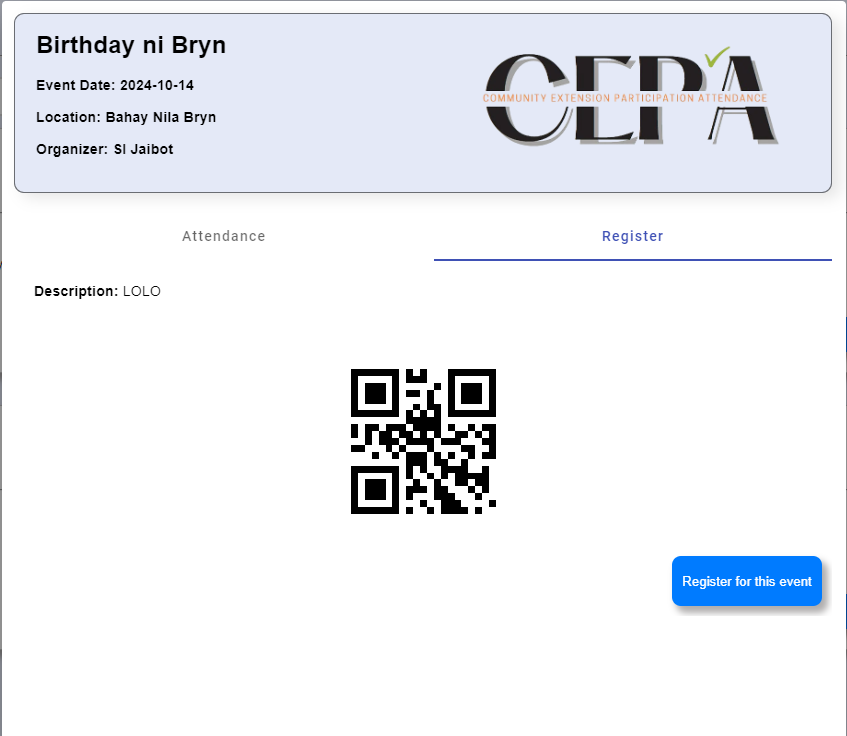 Birthday ni Bryn
Event Date: 2024-10-14
Location: Bahay Nila Bryn
Organizer: SI Jaibot
CEPA
COMMUNITY EXTENSION PARTICIPATION ATTENDANCE
Attendance
Register
Description: LOLO
Register for this event